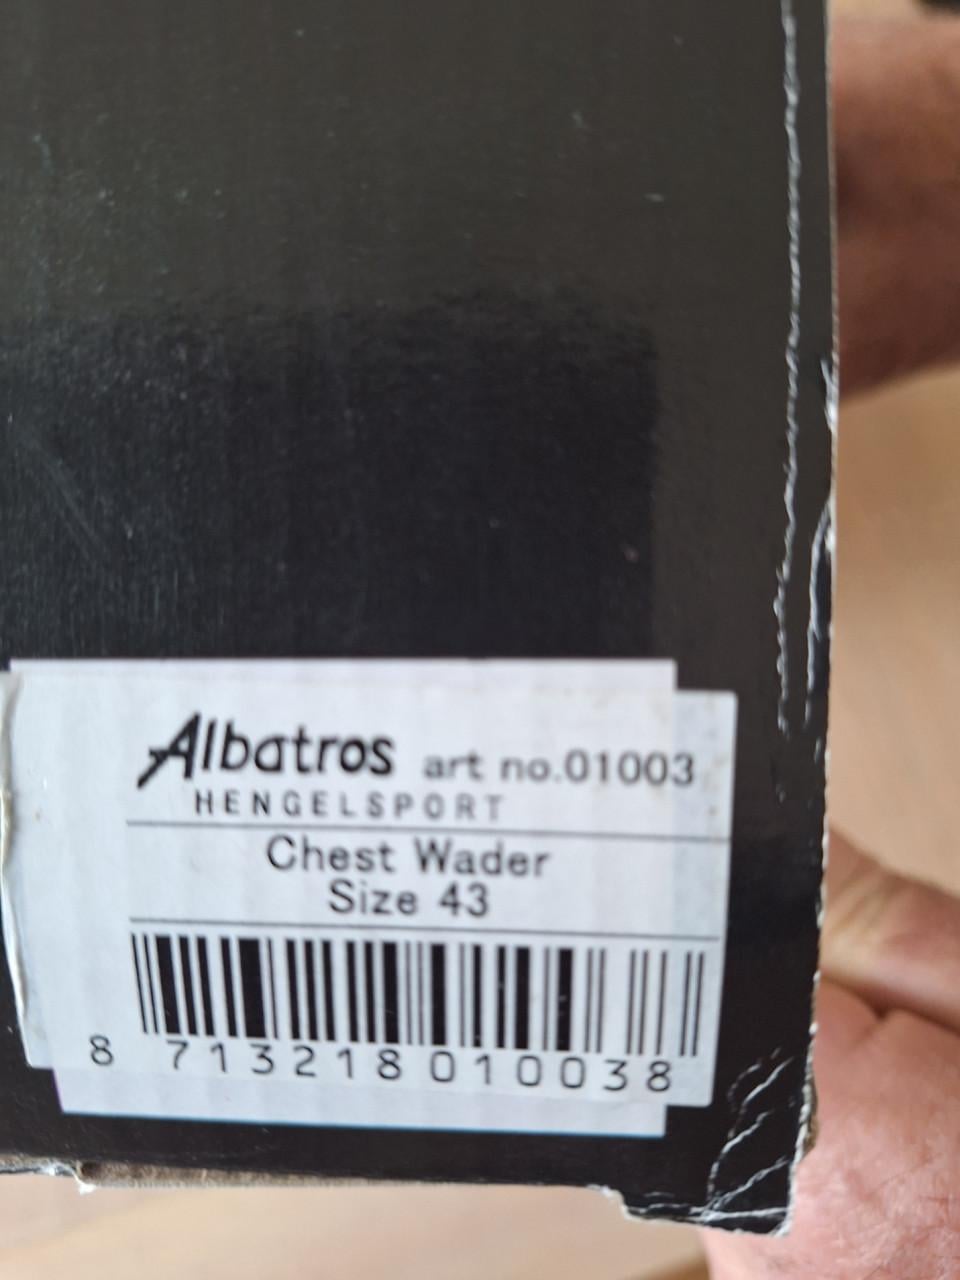 Albatros art no.01003
HENGELSPORT
Chest Wader
Size 43
8 713218 010038